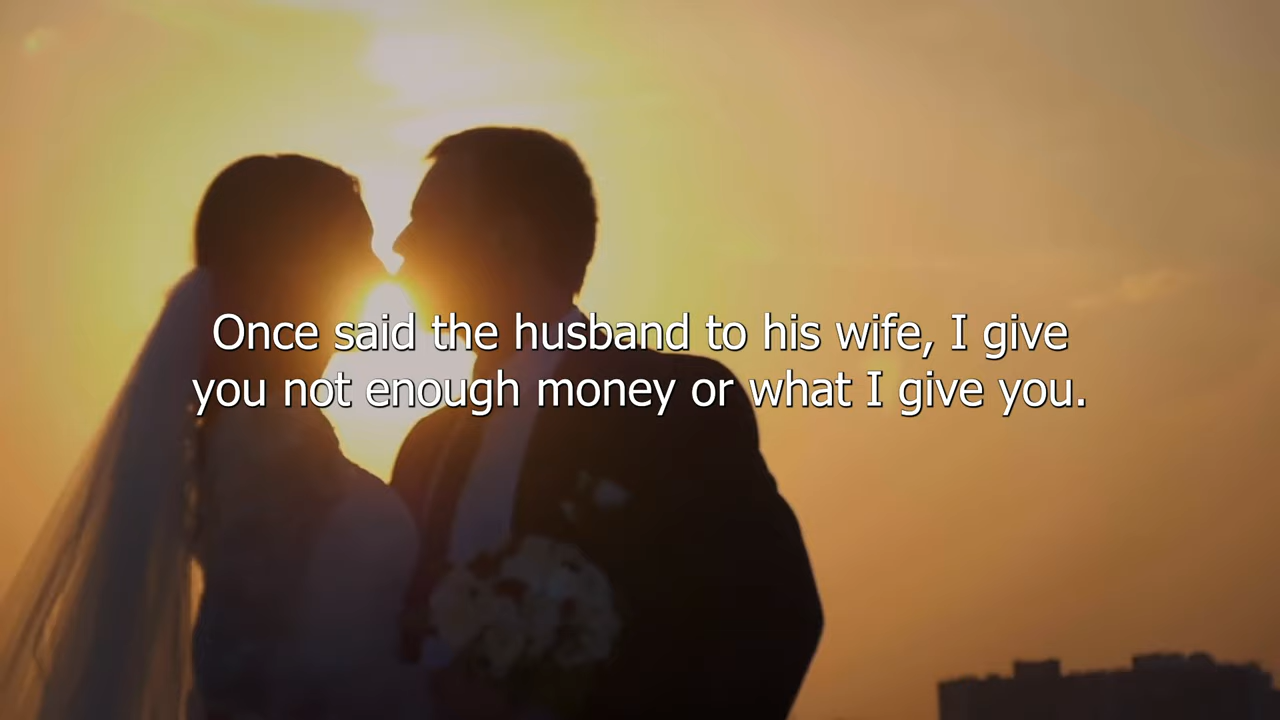 Once said the husband to his wife, I give
you not enough money or what I give you.